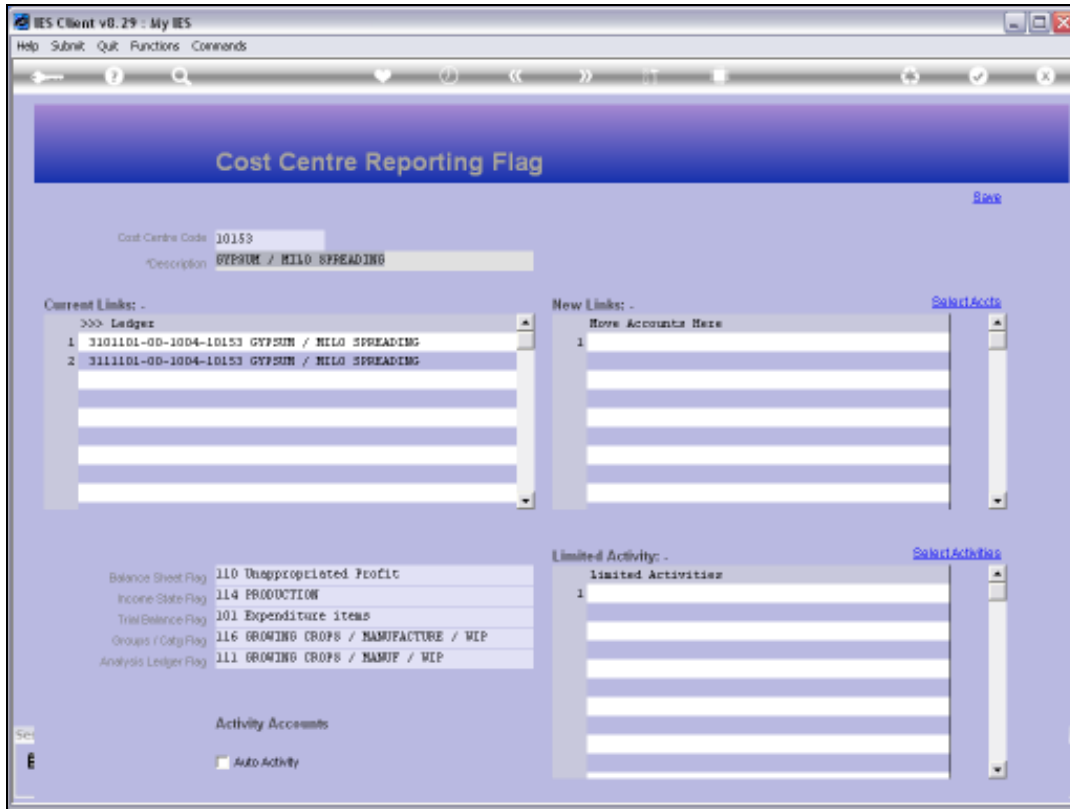 IES Client v8.29 : My IES
Help Submit Quit Functions Commands
Cost Centre Reporting Flag
Save
Cost Centre Code 10153
*Description GYPSUM / MILO SPREADING
Current Links: -
>>> Ledger
1 3101101-00-1004-10153 GYPSUM / MILO SPREADING
2 3111101-00-1004-10153 GYPSUM / MILO SPREADING
New Links: -
Select Accts
Move Accounts Here
1
Balance Sheet Flag 110 Unappropriated Profit
Income State Flag 114 PRODUCTION
Trial Balance Flag 101 Expenditure items
Groups / Catg Flag 116 GROWING CROPS / MANUFACTURE / WIP
Analysis Ledger Flag 111 GROWING CROPS / MANUF / WIP
Limited Activity: -
Select Activities
Limited Activities
1
Activity Accounts
Auto Activity